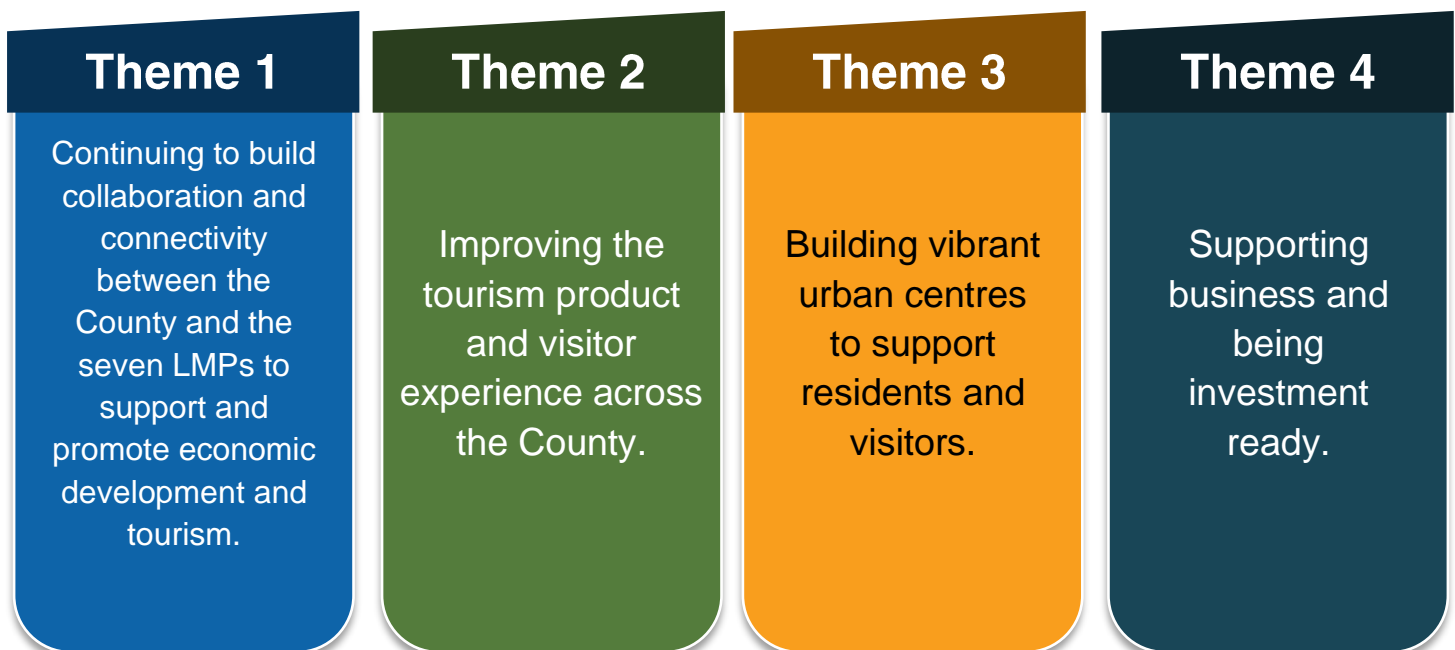 Theme 1
Continuing to build
collaboration and
connectivity
between the
County and the
seven LMPs to
support and
promote economic
development and
tourism.
Theme 2
Improving the
tourism product
and visitor
experience across
the County.
Theme 3
Building vibrant
urban centres
to support
residents and
visitors.
Theme 4
Supporting
business and
being
investment
ready.